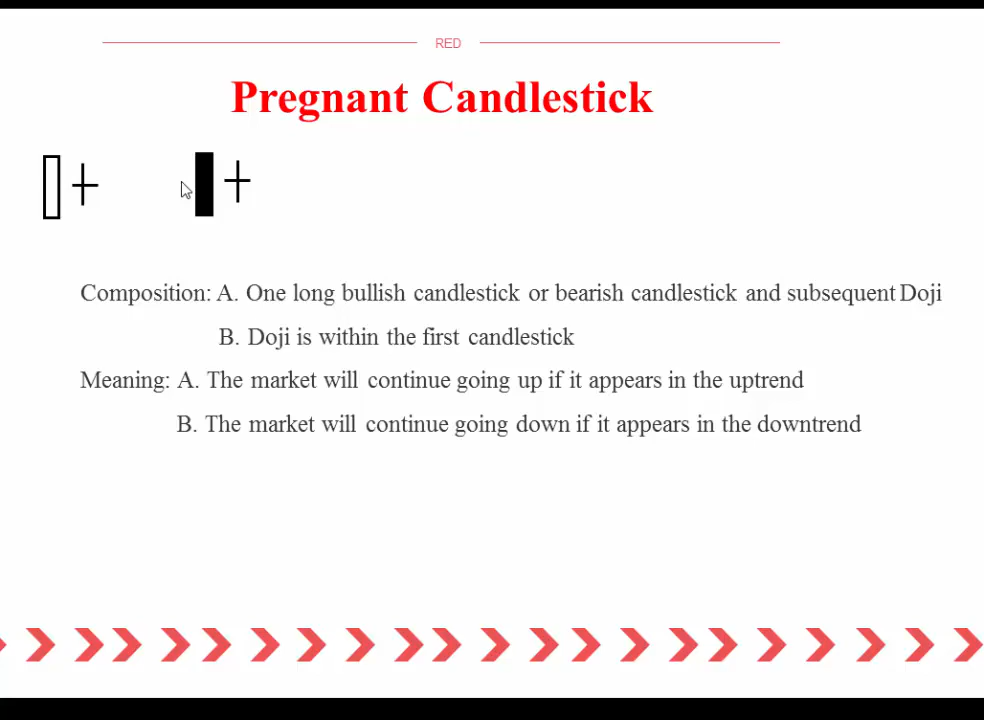 RED
Pregnant Candlestick
Composition: A. One long bullish candlestick or bearish candlestick and subsequent Doji
B. Doji is within the first candlestick
Meaning: A. The market will continue going up if it appears in the uptrend
B. The market will continue going down if it appears in the downtrend